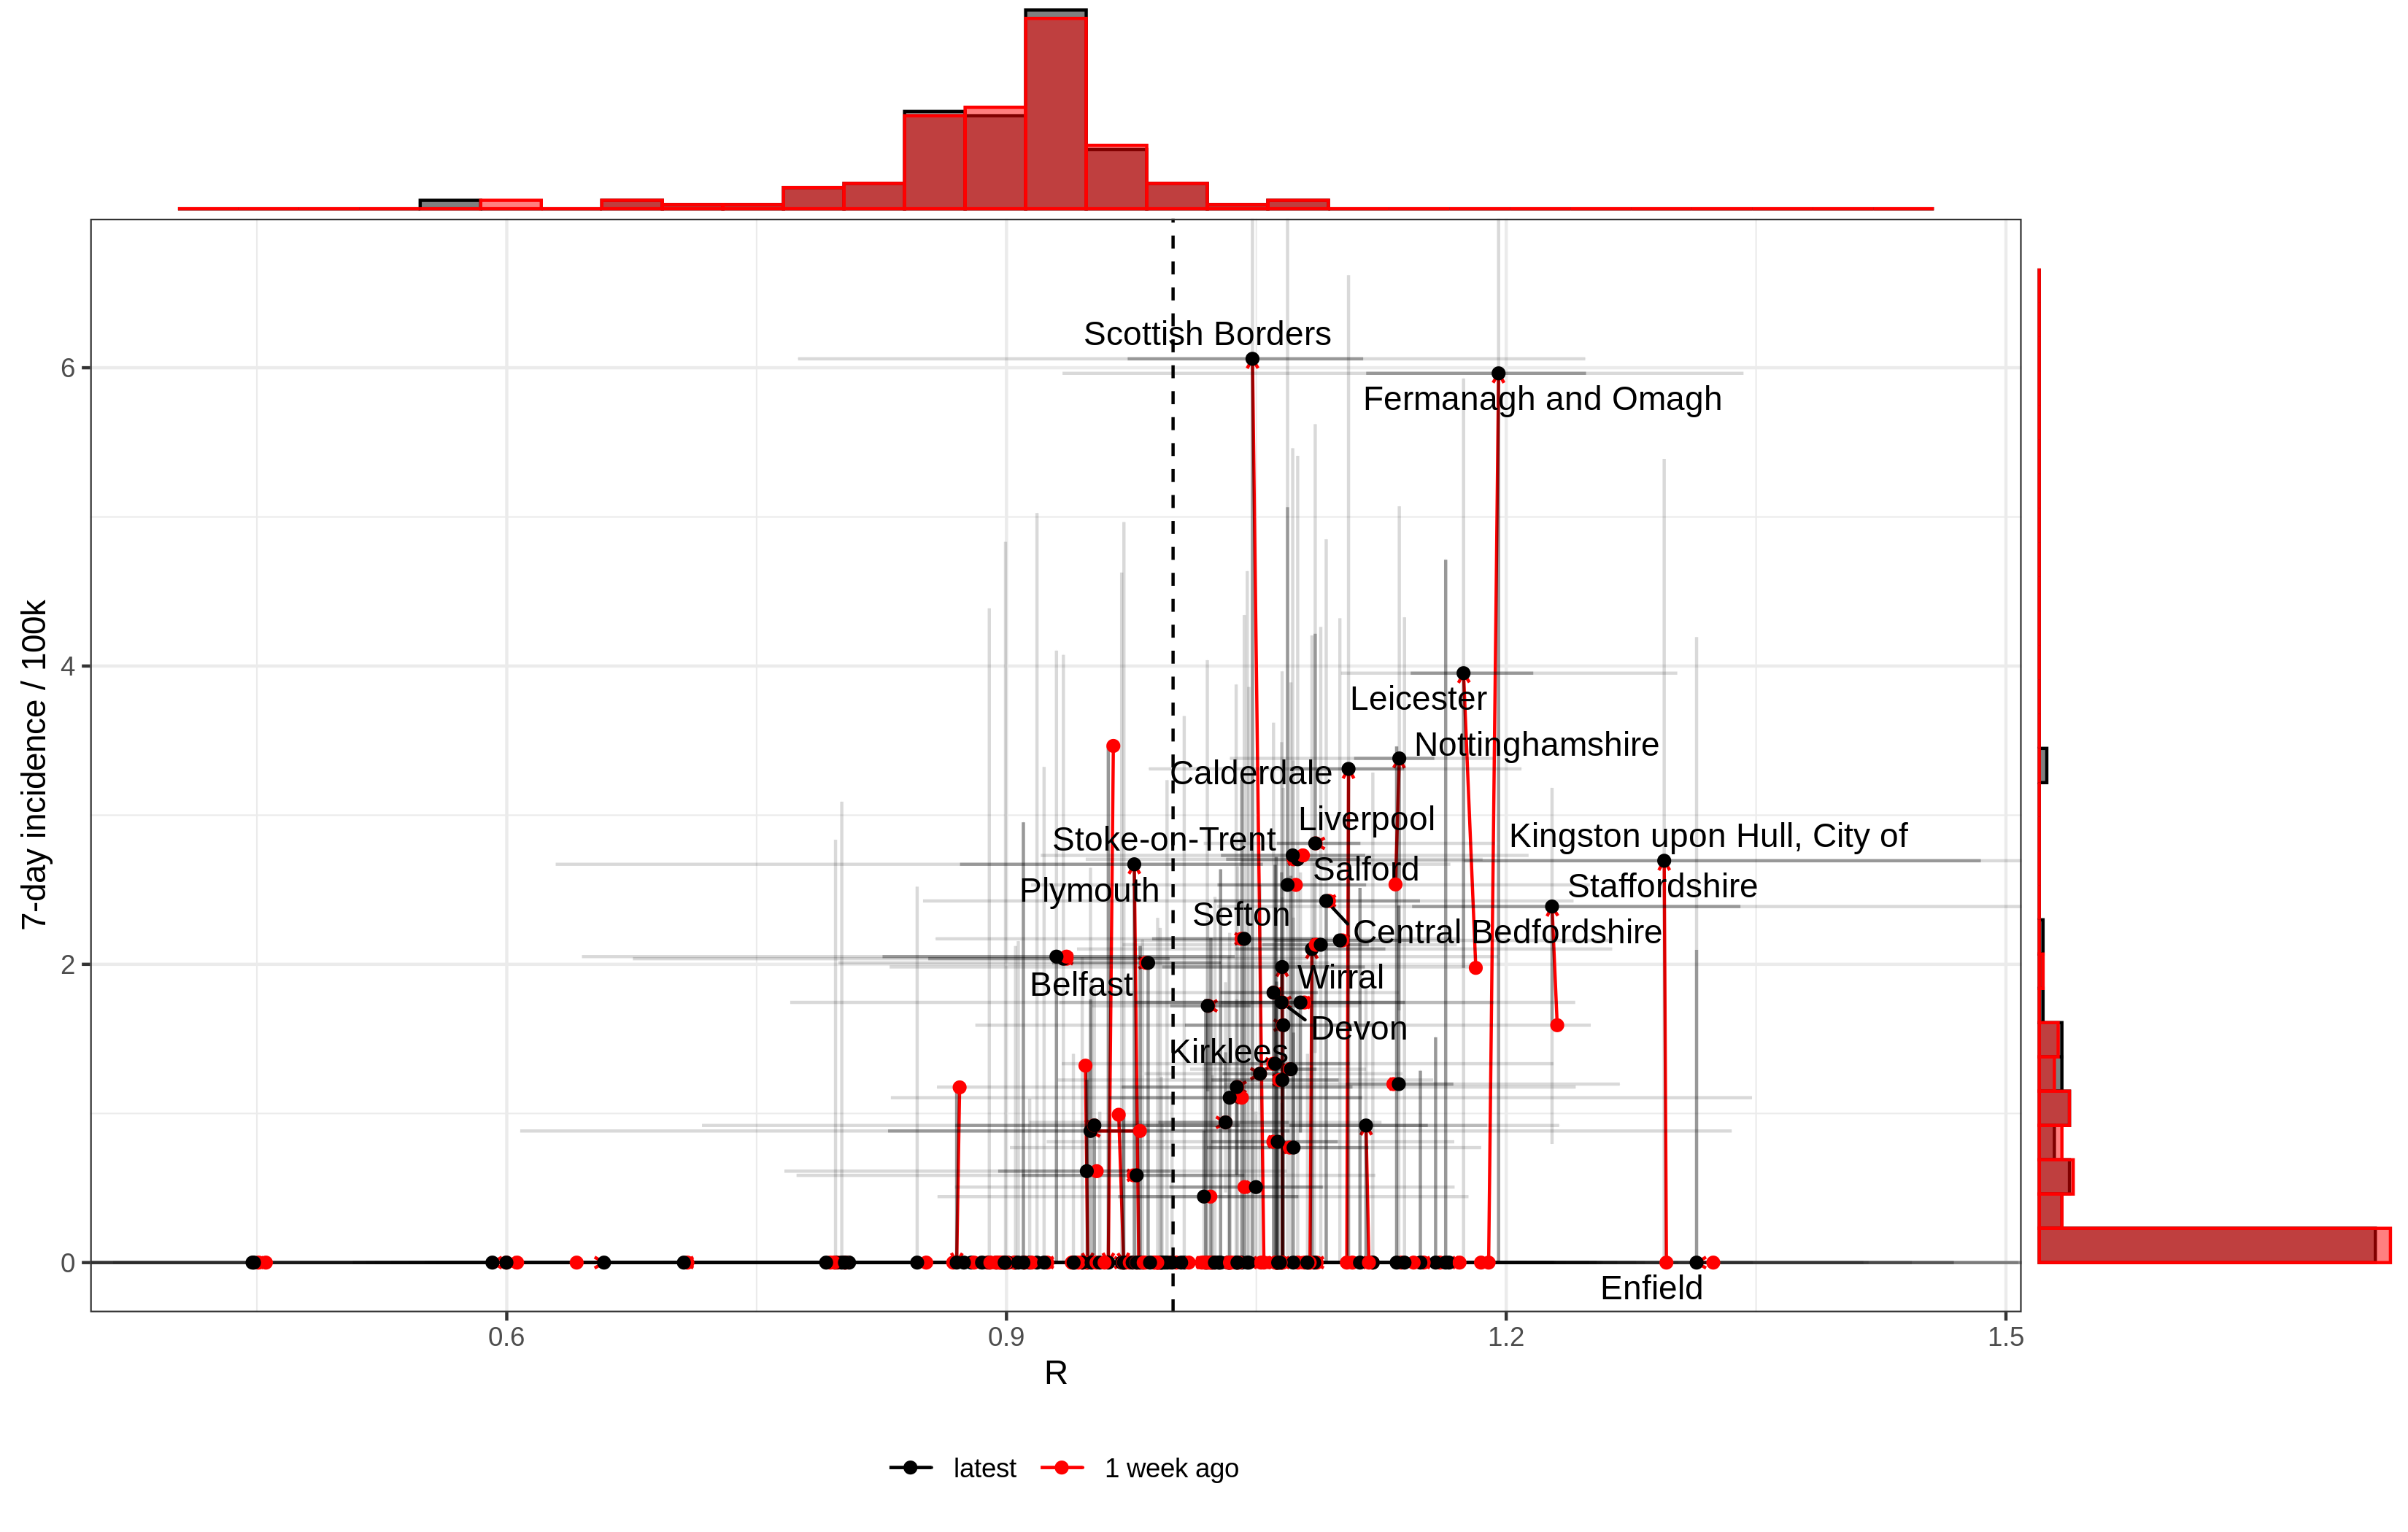 Scottish Borders
6
Fermanagh and Omagh
4
Leicester
Nottinghamshire
Calderdale
Liverpool
Stoke-on-Trent
Kingston upon Hull, City of
Salford
Plymouth
Staffordshire
Sefton
Central Bedfordshire
2
Belfast
Wirral
Devon
Kirklees
0
Enfield
7-day incidence / 100k
0.6 0.9 1.2 1.5
R
latest 1 week ago